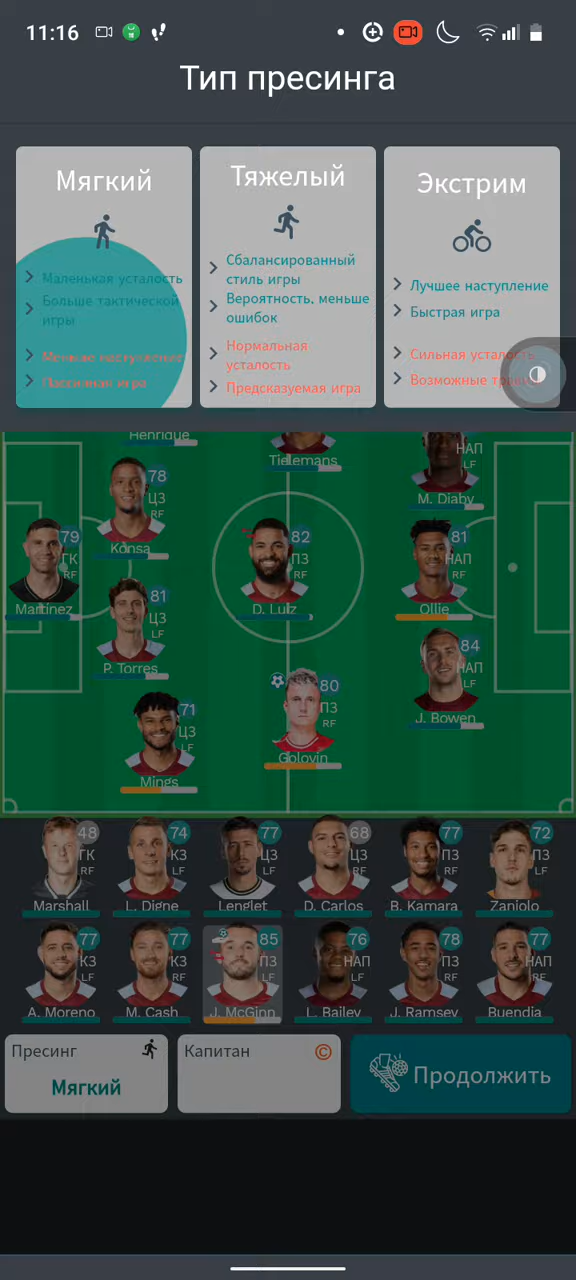 11:16
Тип пресинга
Мягкий
Маленькая усталость
Больше тактической
игры
Меньше наступление
Пассивная игра
Тяжелый
Сбалансированный
стиль игры
Вероятность, меньше
ошибок
Нормальная
усталость
Предсказуемая игра
Экстрим
Лучшее наступление
Быстрая игра
Сильная усталость
Возможные
Henrique
Tielemans
НАП
LF
M. Diaby
78
ЦЗ
RF
Konsa
79
ГК
RF
Martinez
82
ПЗ
RF
D. Luiz
81
НАП
RF
Ollie
81
ЦЗ
LF
P. Torres
84
НАП
LF
J. Bowen
71
ЦЗ
LF
Mings
80
ПЗ
RF
Golovin
48
ГК
RF
Marshall
74
КЗ
LF
L. Digne
77
ЦЗ
LF
Lenglet
68
ЦЗ
RF
D. Carlos
77
ПЗ
RF
B. Kamara
72
ПЗ
LF
Zaniolo
77
КЗ
LF
A. Moreno
77
КЗ
RF
M. Cash
85
ПЗ
LF
J. McGinn
76
НАП
LF
L. Bailey
78
ПЗ
RF
J. Ramsey
77
НАП
LF
Buendia
Пресинг
Мягкий
Капитан
©
Продолжить